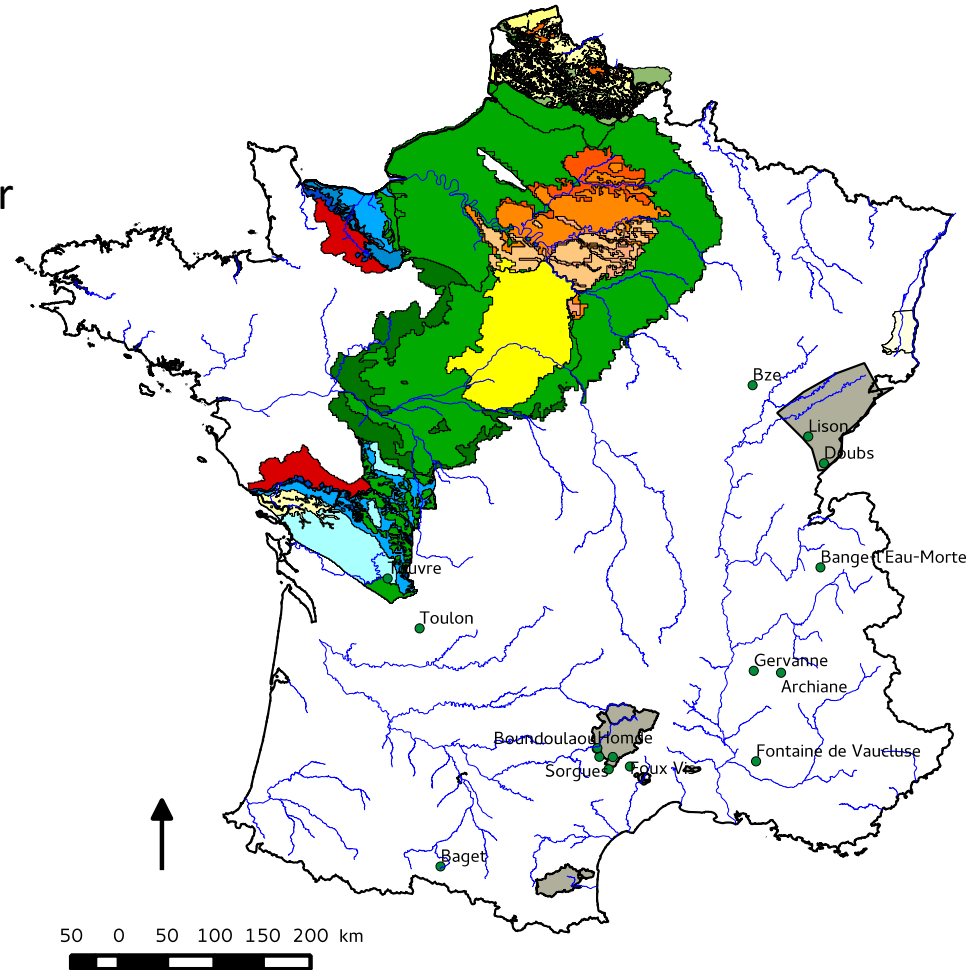 r
Bze
Lison
Doubs
Bange-l'Eau-Morte
Touvre
Toulon
Gervanne
Archiane
Boundoulaou
Homde
Fontaine de Vaucluse
Sorgues
Foux Vis
Baget
50 0 50 100 150 200 km